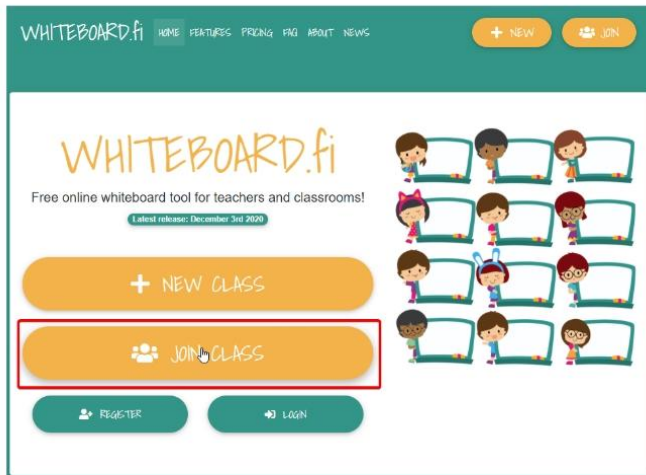 WHITEBOARD.fi HOME FEATURES PRICING FAQ ABOUT NEWS + NEW JOIN
WHITEBOARD.fi
Free online whiteboard tool for teachers and classrooms!
Latest release: December 3rd 2020
+ NEW CLASS
JOIN CLASS
REGISTER LOGIN